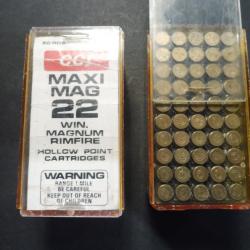 CCI
MAXI
MAG
22
WIN.
MAGNUM
RIMFIRE
HOLLOW POINT
CARTRIDGES
WARNING
RANGE 1 MILE
BE CAREFUL
KEEP OUT OF REACH
OF CHILDREN